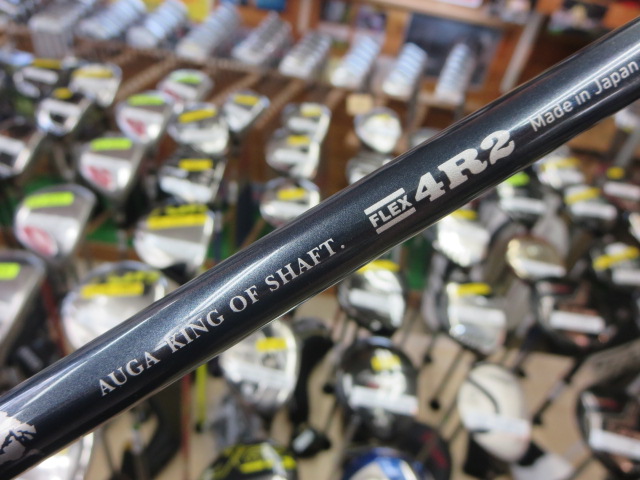 AUGA KING OF SHAFT. FLEX 4R2 Made in Japan